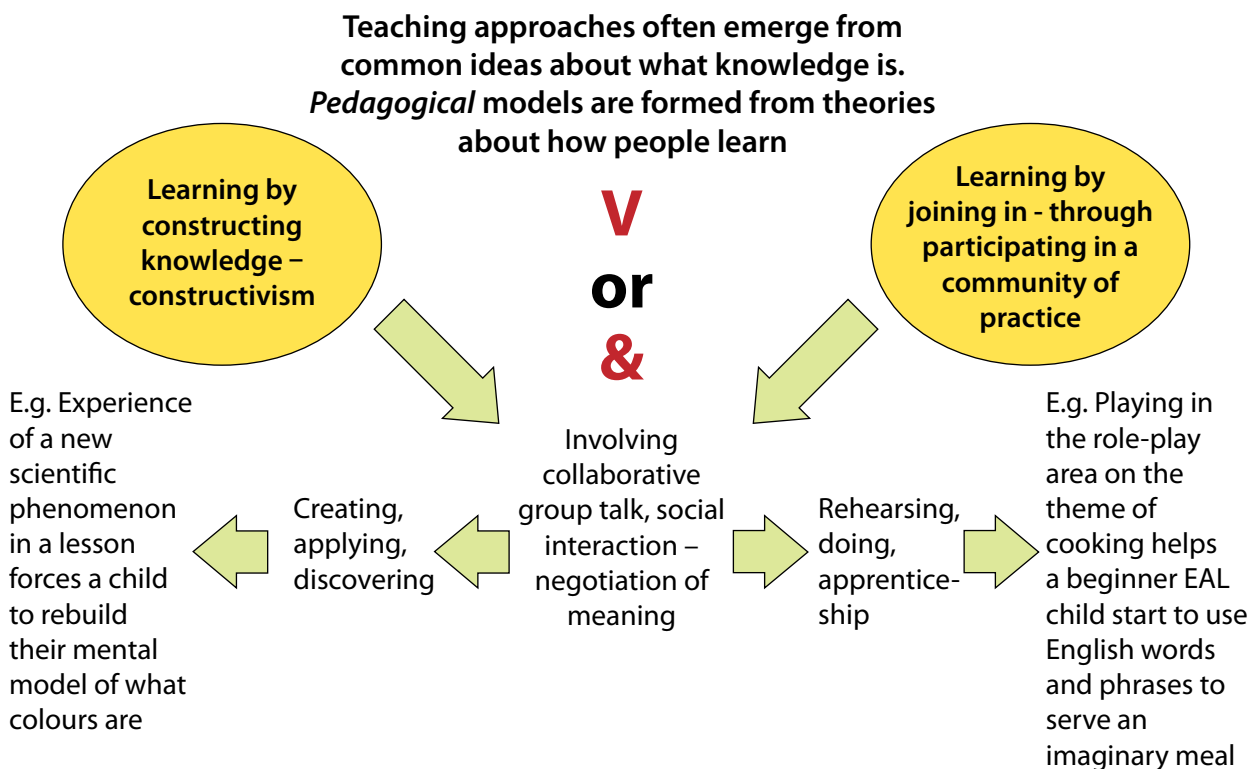 Teaching approaches often emerge from
common ideas about what knowledge is.
Pedagogical models are formed from theories
about how people learn
Learning by
constructing
knowledge –
constructivism
V
or
&
Learning by
joining in - through
participating in a
community of
practice
E.g. Experience
of a new
scientific
phenomenon
in a lesson
forces a child
to rebuild
their mental
model of what
colours are
Creating,
applying,
discovering
Involving
collaborative
group talk, social
interaction –
negotiation of
meaning
Rehearsing,
doing,
apprentice-
ship
E.g. Playing in
the role-play
area on the
theme of
cooking helps
a beginner EAL
child start to use
English words
and phrases to
serve an
imaginary meal